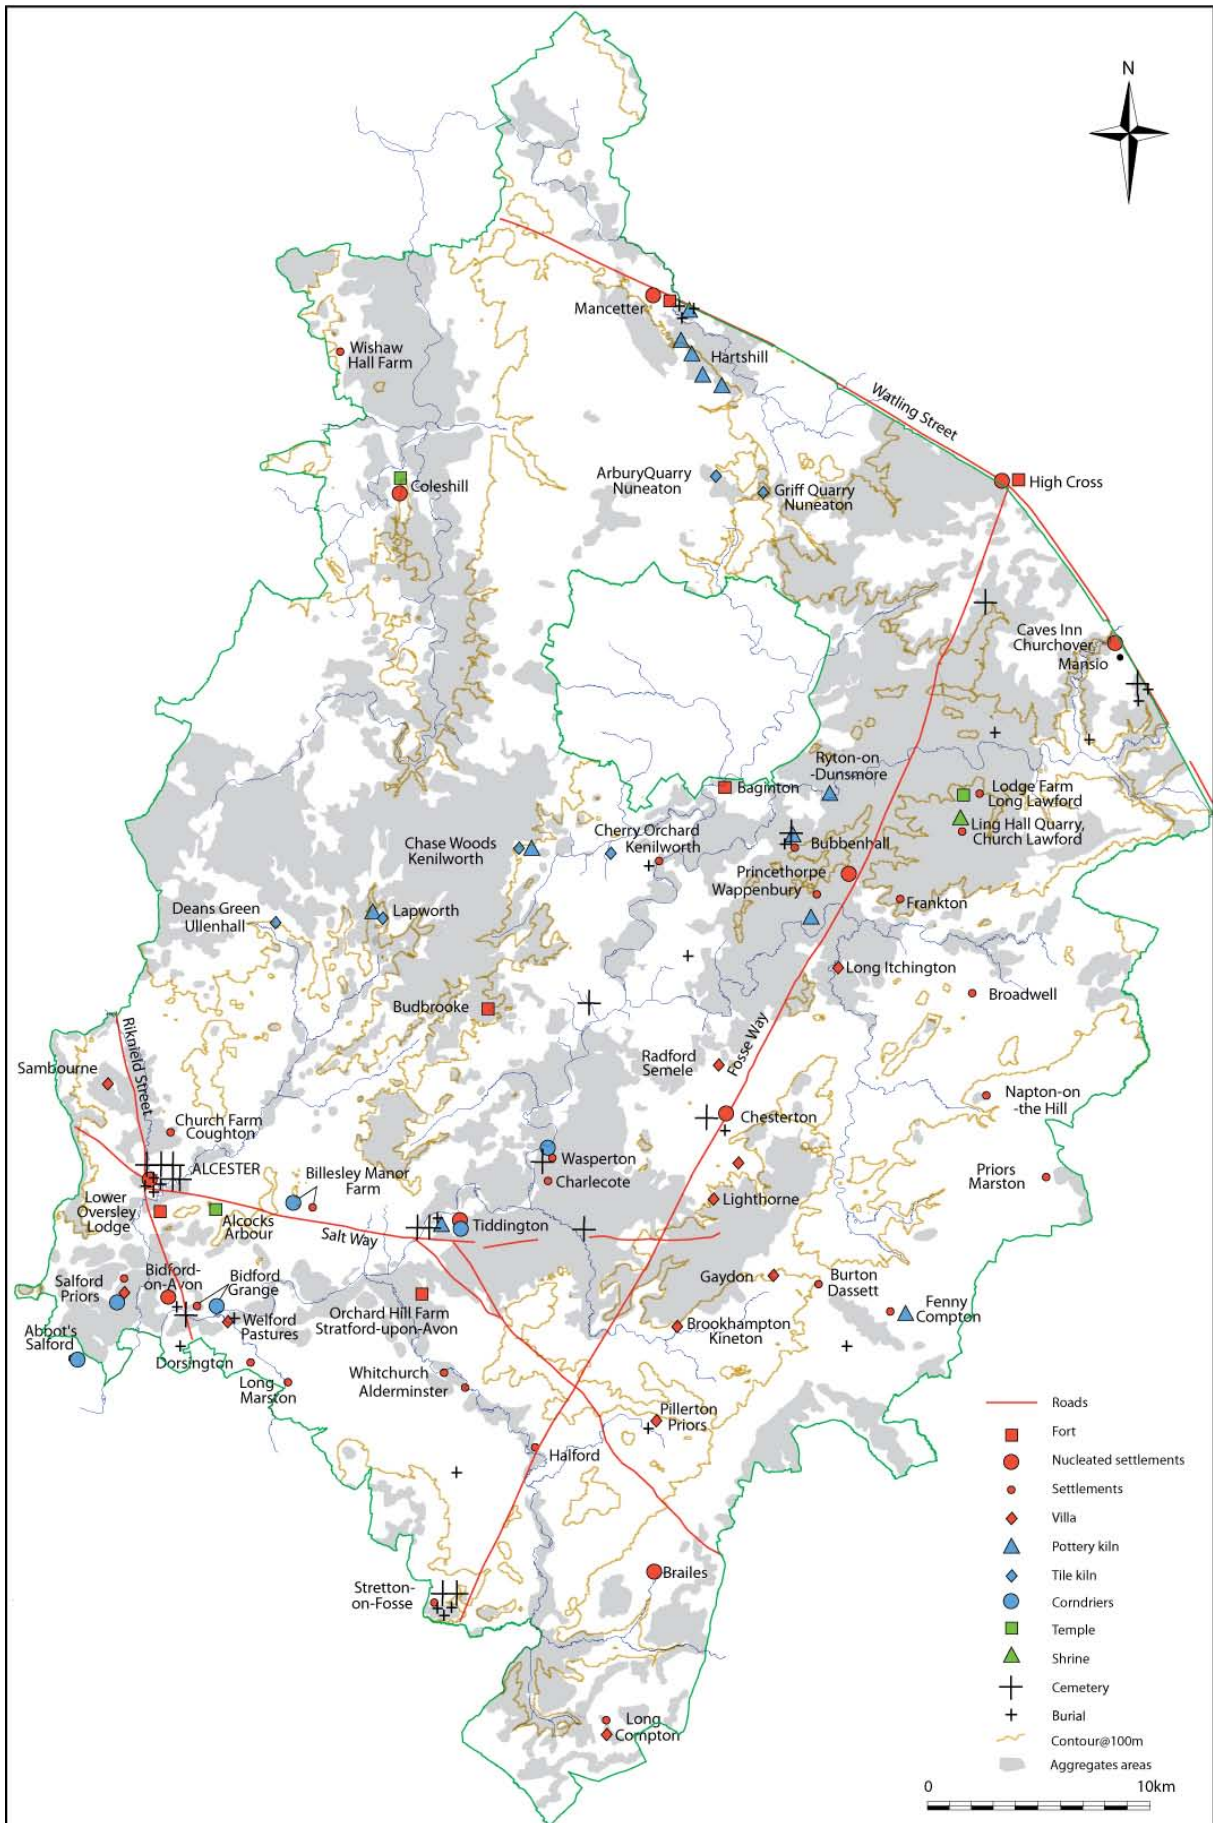 N
Mancetter
Hartshill
Wishaw
Hall Farm
Watling Street
Coleshill
ArburyQuarry
Nuneaton
Griff Quarry
Nuneaton
High Cross
Caves Inn
Churchover
Mansio
Ryton-on
-Dunsmore
Baginton
Lodge Farm
Long Lawford
Ling Hall Quarry,
Church Lawford
Cherry Orchard
Kenilworth
Chase Woods
Kenilworth
Bubbenhall
Princethorpe
Wappenbury
Frankton
Deans Green
Ullenhall
Lapworth
Long Itchington
Broadwell
Budbrooke
Riknield Street
Fosse Way
Sambourne
Radford
Semele
Napton-on
-the Hill
Church Farm
Coughton
Chesterton
ALCESTER
Billesley Manor
Farm
Wasperton
Charlecote
Priors
Marston
Lower
Oversley
Lodge
Alcocks
Arbour
Lighthorne
Salt Way
Tiddington
Salford
Priors
Bidford-
on-Avon
Bidford
Grange
Gaydon
Burton
Dassett
Fenny
Compton
Welford
Pastures
Orchard Hill Farm
Stratford-upon-Avon
Brookhampton
Kineton
Abbot's
Salford
Dorsington
Long
Marston
Whitchurch
Alderminster
Pillerton
Priors
Halford
Brailes
Stretton-
on-Fosse
Long
Compton
Roads
Fort
Nucleated settlements
Settlements
Villa
Pottery kiln
Tile kiln
Corndriers
Temple
Shrine
Cemetery
Burial
Contour@100m
Aggregates areas
0 10km